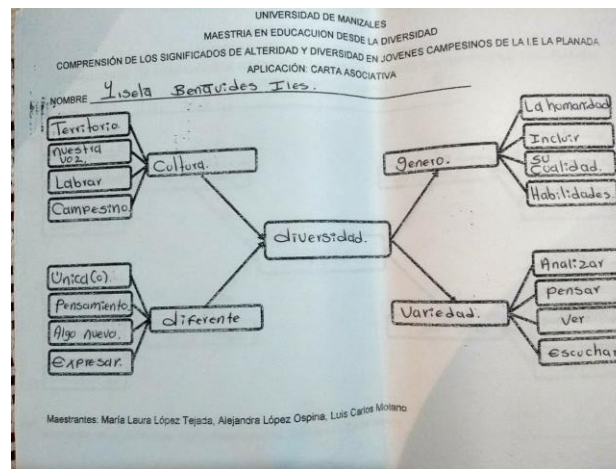 UNIVERSIDAD DE MANIZALES
MAESTRIA EN EDUCACUION DESDE LA DIVERSIDAD
COMPRENSIÓN DE LOS SIGNIFICADOS DE ALTERIDAD Y DIVERSIDAD EN JOVENES CAMPESINOS DE LA I.E LA PLANADA
APLICACIÓN: CARTA ASOCIATIVA
NOMBRE Yisela Benavides Iles.
Territorio
nuestra
voz.
Labrar
Campesino
Cultura.
Unica(o).
Pensamiento
Algo nuevo.
Expresar.
diferente
diversidad.
genero.
La humanidad
Incluir
su
Cualidad.
Habilidades.
Variedad.
Analizar
pensar
Ver
escuchar
Maestrantes: María Laura López Tejada, Alejandra López Ospina, Luis Carlos Molano